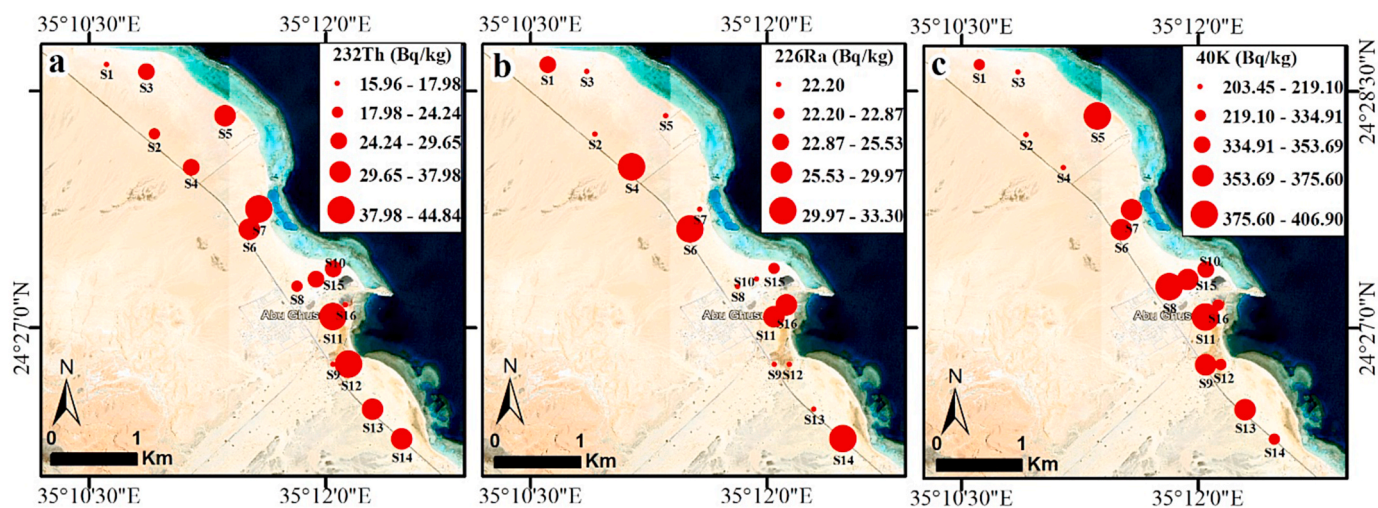 35°10'30"E
35°12'0"E
35°10'30"E
35°12'0"E
35°10'30"E
35°12'0"E
a
232Th (Bq/kg)
15.96 - 17.98
17.98 - 24.24
24.24 - 29.65
29.65 - 37.98
37.98 - 44.84
S1
S3
S2
S5
S4
S7
S6
S10
S15
S8
S16
Abu Ghus
S11
S9
S12
S13
S14
N
0
1
Km
b
226Ra (Bq/kg)
22.20
22.20 - 22.87
22.87 - 25.53
25.53 - 29.97
29.97 - 33.30
S1
S3
S5
S2
S4
S7
S6
S10
S15
S8
Abu Ghus
S16
S11
S9
S12
S13
S14
N
0
1
Km
c
40K (Bq/kg)
203.45 - 219.10
219.10 - 334.91
334.91 - 353.69
353.69 - 375.60
375.60 - 406.90
S1
S3
S5
S2
S4
S7
S6
S10
S15
S8
Abu Ghus
S16
S11
S9
S12
S13
S14
N
0
1
Km
24°27'0"N
24°28'30"N
24°27'0"N
35°10'30"E
35°12'0"E
35°10'30"E
35°12'0"E
35°10'30"E
35°12'0"E